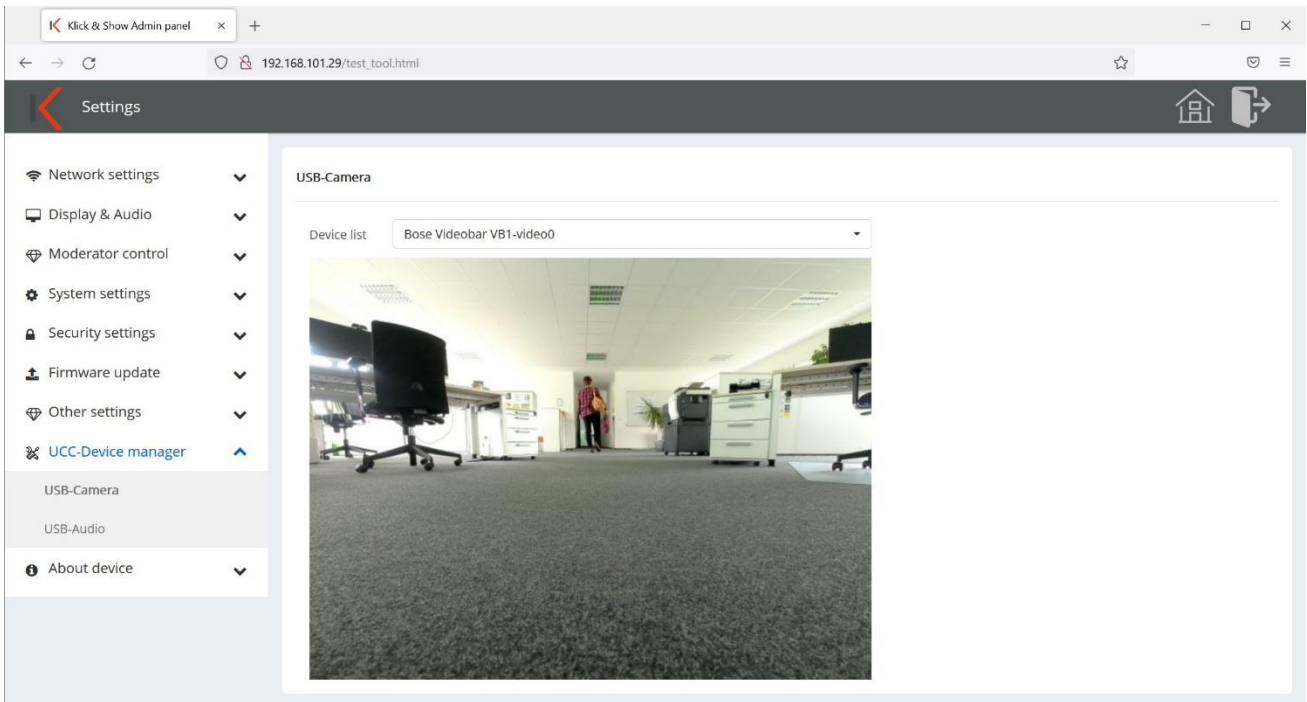 Klick & Show Admin panel
192.168.101.29/test_tool.html
Settings
Network settings
Display & Audio
Moderator control
System settings
Security settings
Firmware update
Other settings
UCC-Device manager
USB-Camera
USB-Audio
About device
USB-Camera
Device list
Bose Videobar VB1-video0